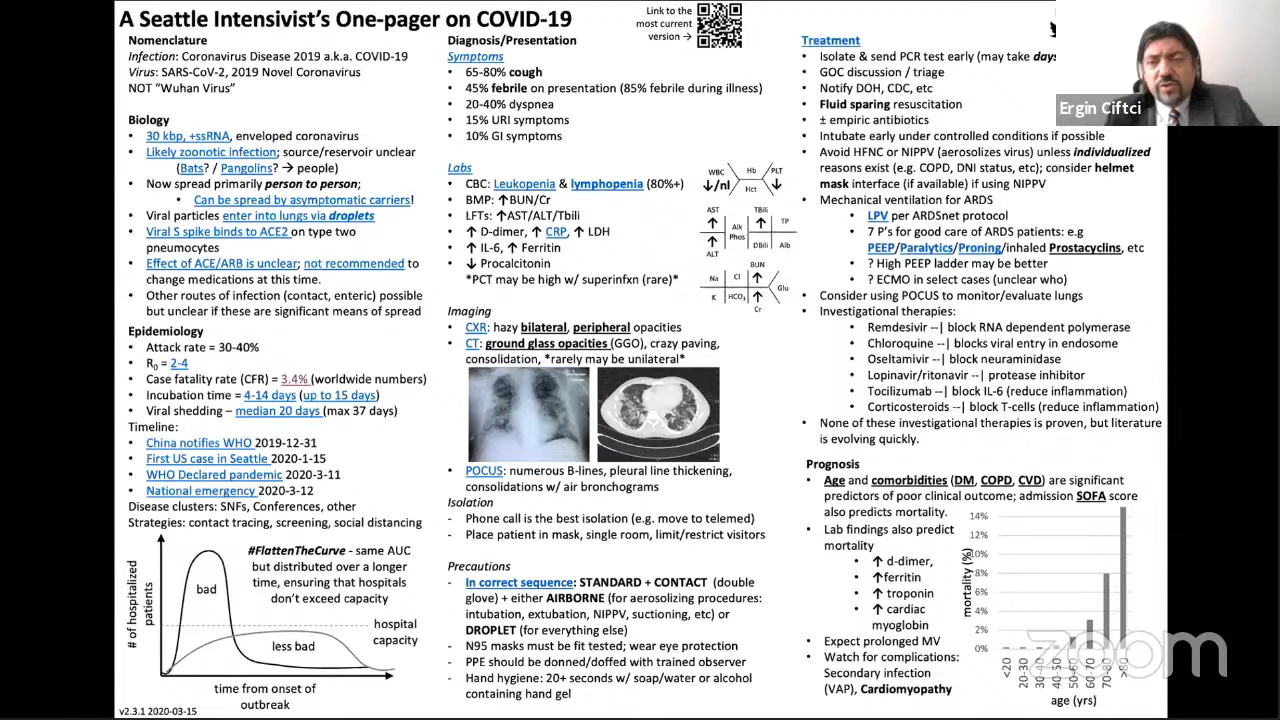 A Seattle Intensivist's One-pager on COVID-19
Link to the
most current
version →
Nomenclature
Infection: Coronavirus Disease 2019 a.k.a. COVID-19
Virus: SARS-CoV-2, 2019 Novel Coronavirus
NOT "Wuhan Virus"
Biology
• 30 kbp, +ssRNA, enveloped coronavirus
• Likely zoonotic infection; source/reservoir unclear
(Bats? / Pangolins? → people)
• Now spread primarily person to person;
• Can be spread by asymptomatic carriers!
• Viral particles enter into lungs via droplets
• Viral S spike binds to ACE2 on type two
pneumocytes
• Effect of ACE/ARB is unclear; not recommended to
change medications at this time.
• Other routes of infection (contact, enteric) possible
but unclear if these are significant means of spread
Epidemiology
• Attack rate = 30-40%
• R0 = 2-4
• Case fatality rate (CFR) = 3.4% (worldwide numbers)
• Incubation time = 4-14 days (up to 15 days)
• Viral shedding – median 20 days (max 37 days)
Timeline:
• China notifies WHO 2019-12-31
• First US case in Seattle 2020-1-15
• WHO Declared pandemic 2020-3-11
• National emergency 2020-3-12
Disease clusters: SNFs, Conferences, other
Strategies: contact tracing, screening, social distancing
#FlattenTheCurve - same AUC
but distributed over a longer
time, ensuring that hospitals
don't exceed capacity
# of hospitalized
patients
bad
less bad
hospital
capacity
time from onset of
outbreak
v2.3.1 2020-03-15
Diagnosis/Presentation
Symptoms
• 65-80% cough
• 45% febrile on presentation (85% febrile during illness)
• 20-40% dyspnea
• 15% URI symptoms
• 10% GI symptoms
Labs
• CBC: Leukopenia & lymphopenia (80%+)
• BMP: ↑BUN/Cr
• LFTs: ↑AST/ALT/Tbili
• ↑ D-dimer, ↑ CRP, ↑ LDH
• ↑ IL-6, ↑ Ferritin
• ↓ Procalcitonin
*PCT may be high w/ superinfxn (rare)*
WBC Hb PLT
↓/nl Hct ↓
AST TBili
↑ Alk Phos ↑ TP
↑ DBili Alb
ALT
BUN
Na Cl ↑ Glu
K HCO3 ↑
Cr
Imaging
• CXR: hazy bilateral, peripheral opacities
• CT: ground glass opacities (GGO), crazy paving,
consolidation, *rarely may be unilateral*
• POCUS: numerous B-lines, pleural line thickening,
consolidations w/ air bronchograms
Isolation
- Phone call is the best isolation (e.g. move to telemed)
- Place patient in mask, single room, limit/restrict visitors
Precautions
- In correct sequence: STANDARD + CONTACT (double
glove) + either AIRBORNE (for aerosolizing procedures:
intubation, extubation, NIPPV, suctioning, etc) or
DROPLET (for everything else)
- N95 masks must be fit tested; wear eye protection
- PPE should be donned/doffed with trained observer
- Hand hygiene: 20+ seconds w/ soap/water or alcohol
containing hand gel
Treatment
• Isolate & send PCR test early (may take days
• GOC discussion / triage
• Notify DOH, CDC, etc
• Fluid sparing resuscitation
• ± empiric antibiotics
• Intubate early under controlled conditions if possible
• Avoid HFNC or NIPPV (aerosolizes virus) unless individualized
reasons exist (e.g. COPD, DNI status, etc); consider helmet
mask interface (if available) if using NIPPV
• Mechanical ventilation for ARDS
• LPV per ARDSnet protocol
• 7 P's for good care of ARDS patients: e.g
PEEP/Paralytics/Proning/inhaled Prostacyclins, etc
• ? High PEEP ladder may be better
• ? ECMO in select cases (unclear who)
• Consider using POCUS to monitor/evaluate lungs
• Investigational therapies:
• Remdesivir --| block RNA dependent polymerase
• Chloroquine --| blocks viral entry in endosome
• Oseltamivir --| block neuraminidase
• Lopinavir/ritonavir --| protease inhibitor
• Tocilizumab --| block IL-6 (reduce inflammation)
• Corticosteroids --| block T-cells (reduce inflammation)
• None of these investigational therapies is proven, but literature
is evolving quickly.
Prognosis
• Age and comorbidities (DM, COPD, CVD) are significant
predictors of poor clinical outcome; admission SOFA score
also predicts mortality.
• Lab findings also predict
mortality
• ↑ d-dimer,
• ↑ferritin
• ↑ troponin
• ↑ cardiac
myoglobin
• Expect prolonged MV
• Watch for complications:
Secondary infection
(VAP), Cardiomyopathy
mortality (%)
14%
12%
10%
8%
6%
4%
2%
0%
<20 20-30 30-40 40-50 50-60 60-70 70-80 >80
age (yrs)
Ergin Ciftci
zoom